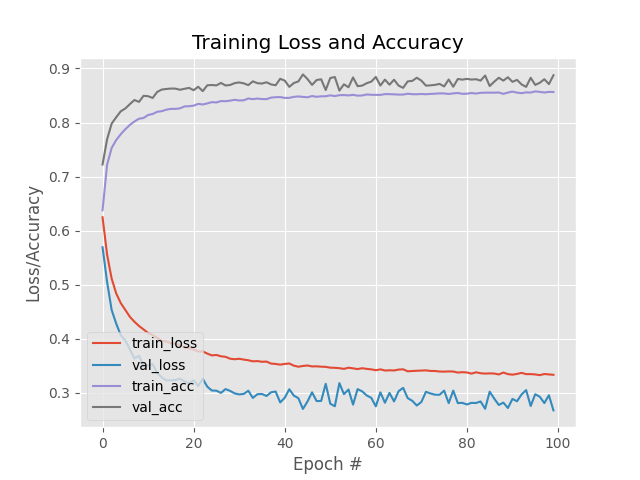 Training Loss and Accuracy
0.9
0.8
0.7
0.6
0.5
0.4
0.3
Loss/Accuracy
train_loss
val_loss
train_acc
val_acc
0
20
40
60
80
100
Epoch #